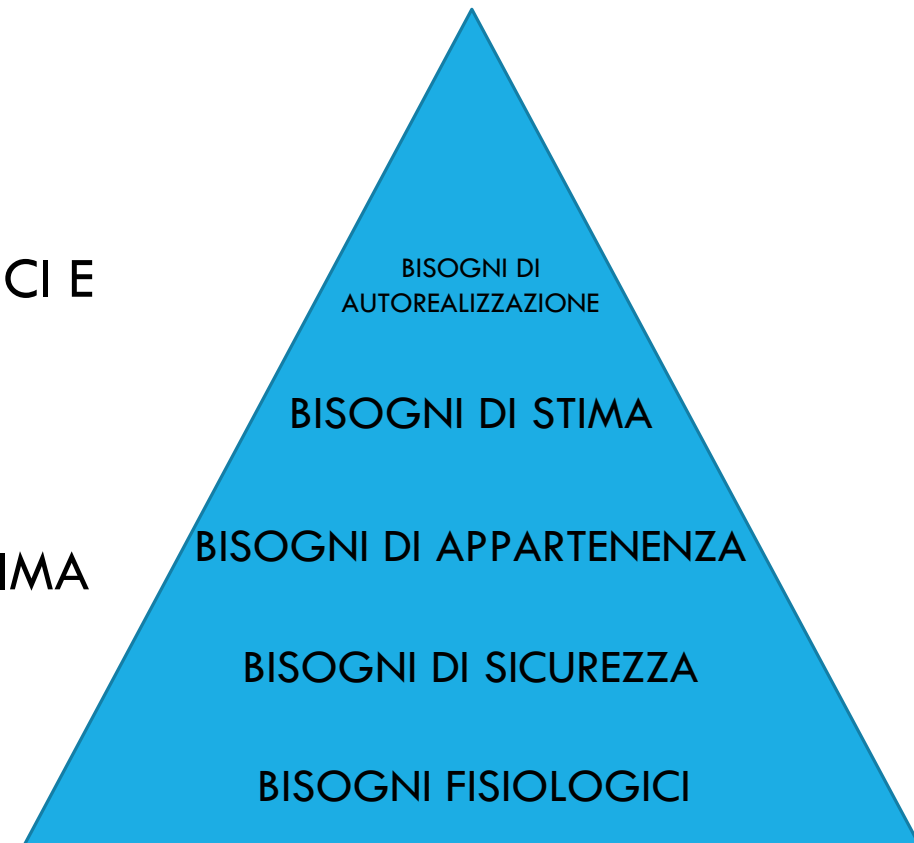 CI E
BISOGNI DI
AUTOREALIZZAZIONE
BISOGNI DI STIMA
BISOGNI DI APPARTENENZA
IMA
BISOGNI DI SICUREZZA
BISOGNI FISIOLOGICI